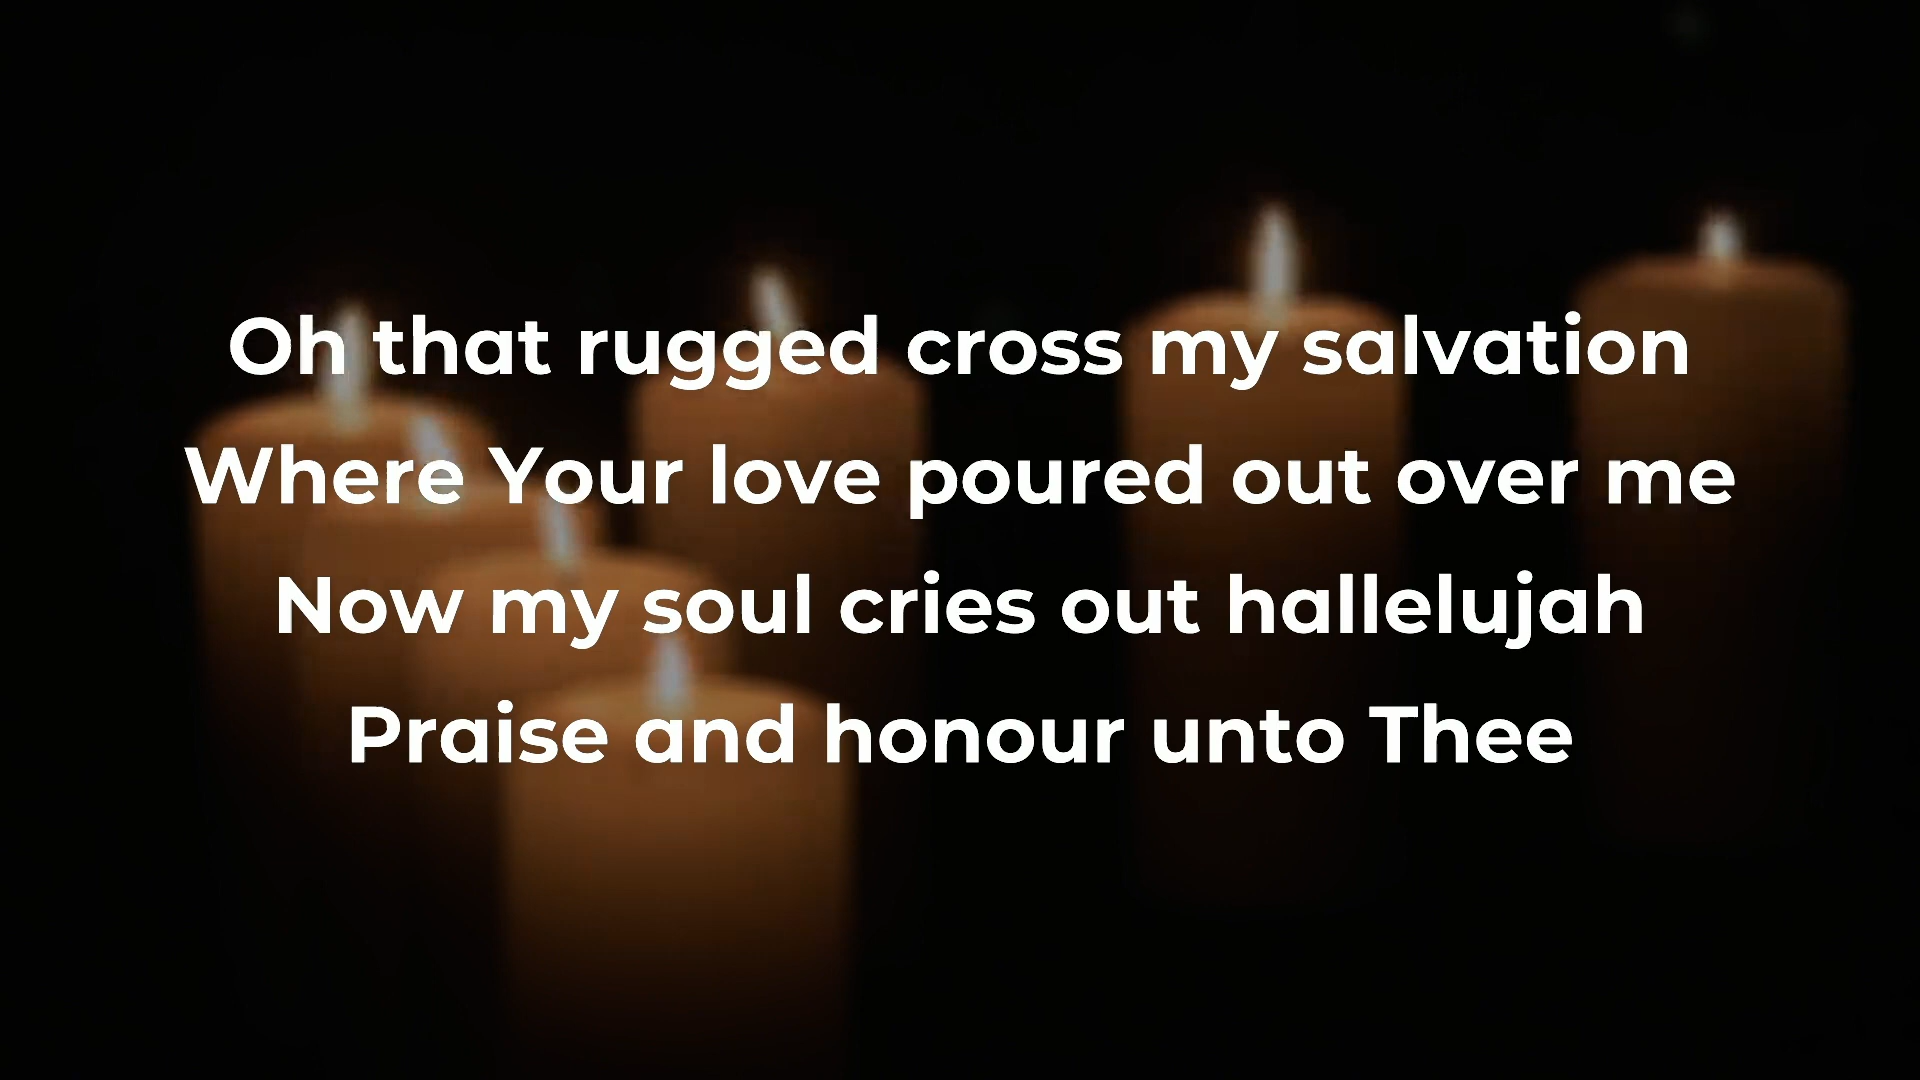 Oh that rugged cross my salvation
Where Your love poured out over me
Now my soul cries out hallelujah
Praise and honour unto Thee